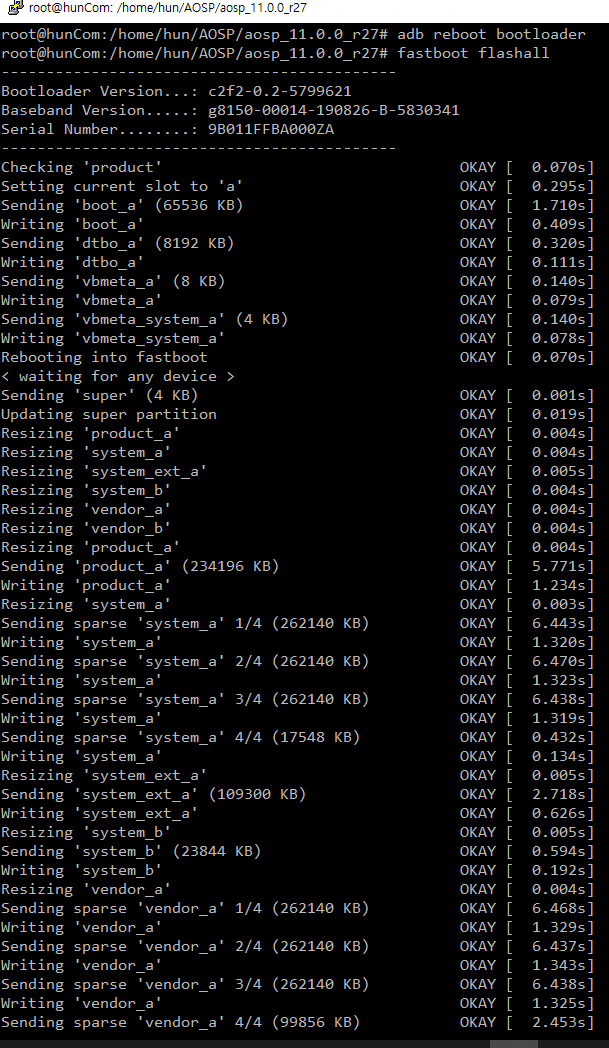 root@hunCom: /home/hun/AOSP/aosp_11.0.0_r27
root@hunCom:/home/hun/AOSP/aosp_11.0.0_r27# adb reboot bootloader
root@hunCom:/home/hun/AOSP/aosp_11.0.0_r27# fastboot flashall
--------------------------------------------
Bootloader Version...: c2f2-0.2-5799621
Baseband Version.....: g8150-00014-190826-B-5830341
Serial Number........: 9B011FFBA000ZA
--------------------------------------------
Checking 'product' OKAY [ 0.070s]
Setting current slot to 'a' OKAY [ 0.295s]
Sending 'boot_a' (65536 KB) OKAY [ 1.710s]
Writing 'boot_a' OKAY [ 0.409s]
Sending 'dtbo_a' (8192 KB) OKAY [ 0.320s]
Writing 'dtbo_a' OKAY [ 0.111s]
Sending 'vbmeta_a' (8 KB) OKAY [ 0.140s]
Writing 'vbmeta_a' OKAY [ 0.079s]
Sending 'vbmeta_system_a' (4 KB) OKAY [ 0.140s]
Writing 'vbmeta_system_a' OKAY [ 0.078s]
Rebooting into fastboot OKAY [ 0.070s]
< waiting for any device >
Sending 'super' (4 KB) OKAY [ 0.001s]
Updating super partition OKAY [ 0.019s]
Resizing 'product_a' OKAY [ 0.004s]
Resizing 'system_a' OKAY [ 0.004s]
Resizing 'system_ext_a' OKAY [ 0.005s]
Resizing 'system_b' OKAY [ 0.004s]
Resizing 'vendor_a' OKAY [ 0.004s]
Resizing 'vendor_b' OKAY [ 0.004s]
Resizing 'product_a' OKAY [ 0.004s]
Sending 'product_a' (234196 KB) OKAY [ 5.771s]
Writing 'product_a' OKAY [ 1.234s]
Resizing 'system_a' OKAY [ 0.003s]
Sending sparse 'system_a' 1/4 (262140 KB) OKAY [ 6.443s]
Writing 'system_a' OKAY [ 1.320s]
Sending sparse 'system_a' 2/4 (262140 KB) OKAY [ 6.470s]
Writing 'system_a' OKAY [ 1.323s]
Sending sparse 'system_a' 3/4 (262140 KB) OKAY [ 6.438s]
Writing 'system_a' OKAY [ 1.319s]
Sending sparse 'system_a' 4/4 (17548 KB) OKAY [ 0.432s]
Writing 'system_a' OKAY [ 0.134s]
Resizing 'system_ext_a' OKAY [ 0.005s]
Sending 'system_ext_a' (109300 KB) OKAY [ 2.718s]
Writing 'system_ext_a' OKAY [ 0.626s]
Resizing 'system_b' OKAY [ 0.005s]
Sending 'system_b' (23844 KB) OKAY [ 0.594s]
Writing 'system_b' OKAY [ 0.192s]
Resizing 'vendor_a' OKAY [ 0.004s]
Sending sparse 'vendor_a' 1/4 (262140 KB) OKAY [ 6.468s]
Writing 'vendor_a' OKAY [ 1.329s]
Sending sparse 'vendor_a' 2/4 (262140 KB) OKAY [ 6.437s]
Writing 'vendor_a' OKAY [ 1.343s]
Sending sparse 'vendor_a' 3/4 (262140 KB) OKAY [ 6.438s]
Writing 'vendor_a' OKAY [ 1.325s]
Sending sparse 'vendor_a' 4/4 (99856 KB) OKAY [ 2.453s]